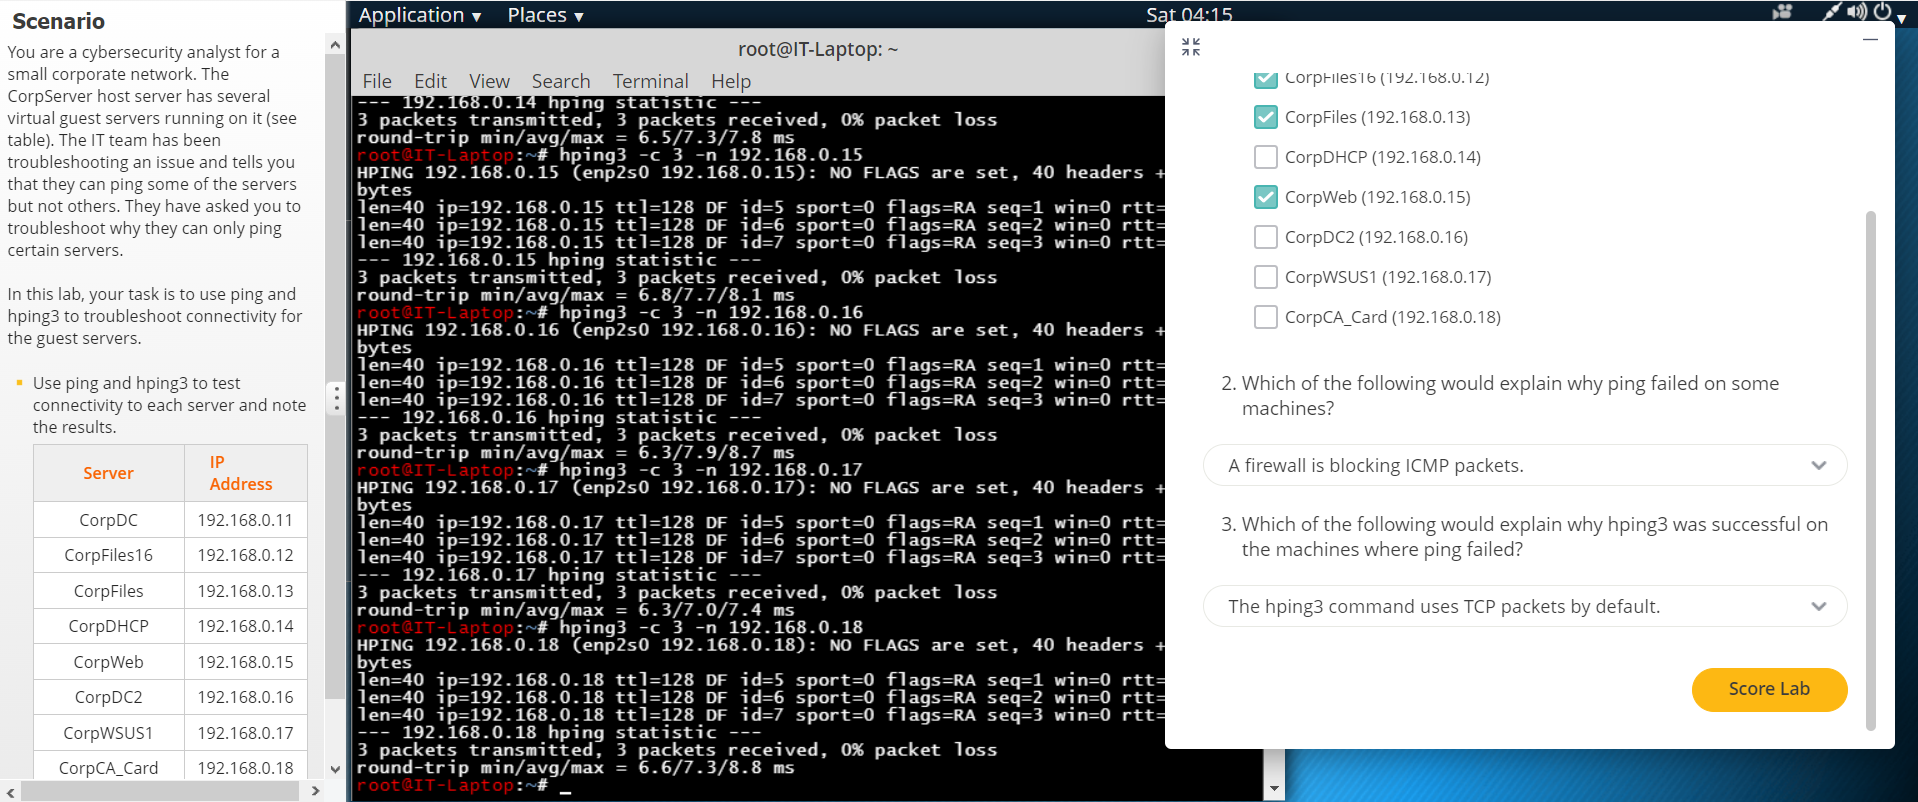 Scenario
You are a cybersecurity analyst for a
small corporate network. The
CorpServer host server has several
virtual guest servers running on it (see
table). The IT team has been
troubleshooting an issue and tells you
that they can ping some of the servers
but not others. They have asked you to
troubleshoot why they can only ping
certain servers.
In this lab, your task is to use ping and
hping3 to troubleshoot connectivity for
the guest servers.
Use ping and hping3 to test
connectivity to each server and note
the results.
Server IP Address
CorpDC 192.168.0.11
CorpFiles16 192.168.0.12
CorpFiles 192.168.0.13
CorpDHCP 192.168.0.14
CorpWeb 192.168.0.15
CorpDC2 192.168.0.16
CorpWSUS1 192.168.0.17
CorpCA_Card 192.168.0.18
Application Places Sat 04:15
root@IT-Laptop: ~
File Edit View Search Terminal Help
--- 192.168.0.14 hping statistic ---
3 packets transmitted, 3 packets received, 0% packet loss
round-trip min/avg/max = 6.5/7.3/7.8 ms
root@IT-Laptop:~# hping3 -c 3 -n 192.168.0.15
HPING 192.168.0.15 (enp2s0 192.168.0.15): NO FLAGS are set, 40 headers +
bytes
len=40 ip=192.168.0.15 ttl=128 DF id=5 sport=0 flags=RA seq=1 win=0 rtt=
len=40 ip=192.168.0.15 ttl=128 DF id=6 sport=0 flags=RA seq=2 win=0 rtt=
len=40 ip=192.168.0.15 ttl=128 DF id=7 sport=0 flags=RA seq=3 win=0 rtt=
--- 192.168.0.15 hping statistic ---
3 packets transmitted, 3 packets received, 0% packet loss
round-trip min/avg/max = 6.8/7.7/8.1 ms
root@IT-Laptop:~# hping3 -c 3 -n 192.168.0.16
HPING 192.168.0.16 (enp2s0 192.168.0.16): NO FLAGS are set, 40 headers +
bytes
len=40 ip=192.168.0.16 ttl=128 DF id=5 sport=0 flags=RA seq=1 win=0 rtt=
len=40 ip=192.168.0.16 ttl=128 DF id=6 sport=0 flags=RA seq=2 win=0 rtt=
len=40 ip=192.168.0.16 ttl=128 DF id=7 sport=0 flags=RA seq=3 win=0 rtt=
--- 192.168.0.16 hping statistic ---
3 packets transmitted, 3 packets received, 0% packet loss
round-trip min/avg/max = 6.3/7.9/8.7 ms
root@IT-Laptop:~# hping3 -c 3 -n 192.168.0.17
HPING 192.168.0.17 (enp2s0 192.168.0.17): NO FLAGS are set, 40 headers +
bytes
len=40 ip=192.168.0.17 ttl=128 DF id=5 sport=0 flags=RA seq=1 win=0 rtt=
len=40 ip=192.168.0.17 ttl=128 DF id=6 sport=0 flags=RA seq=2 win=0 rtt=
len=40 ip=192.168.0.17 ttl=128 DF id=7 sport=0 flags=RA seq=3 win=0 rtt=
--- 192.168.0.17 hping statistic ---
3 packets transmitted, 3 packets received, 0% packet loss
round-trip min/avg/max = 6.3/7.0/7.4 ms
root@IT-Laptop:~# hping3 -c 3 -n 192.168.0.18
HPING 192.168.0.18 (enp2s0 192.168.0.18): NO FLAGS are set, 40 headers +
bytes
len=40 ip=192.168.0.18 ttl=128 DF id=5 sport=0 flags=RA seq=1 win=0 rtt=
len=40 ip=192.168.0.18 ttl=128 DF id=6 sport=0 flags=RA seq=2 win=0 rtt=
len=40 ip=192.168.0.18 ttl=128 DF id=7 sport=0 flags=RA seq=3 win=0 rtt=
--- 192.168.0.18 hping statistic ---
3 packets transmitted, 3 packets received, 0% packet loss
round-trip min/avg/max = 6.6/7.3/8.8 ms
root@IT-Laptop:~# _
CorpFiles16 (192.168.0.12)
CorpFiles (192.168.0.13)
CorpDHCP (192.168.0.14)
CorpWeb (192.168.0.15)
CorpDC2 (192.168.0.16)
CorpWSUS1 (192.168.0.17)
CorpCA_Card (192.168.0.18)
2. Which of the following would explain why ping failed on some
machines?
A firewall is blocking ICMP packets.
3. Which of the following would explain why hping3 was successful on
the machines where ping failed?
The hping3 command uses TCP packets by default.
Score Lab